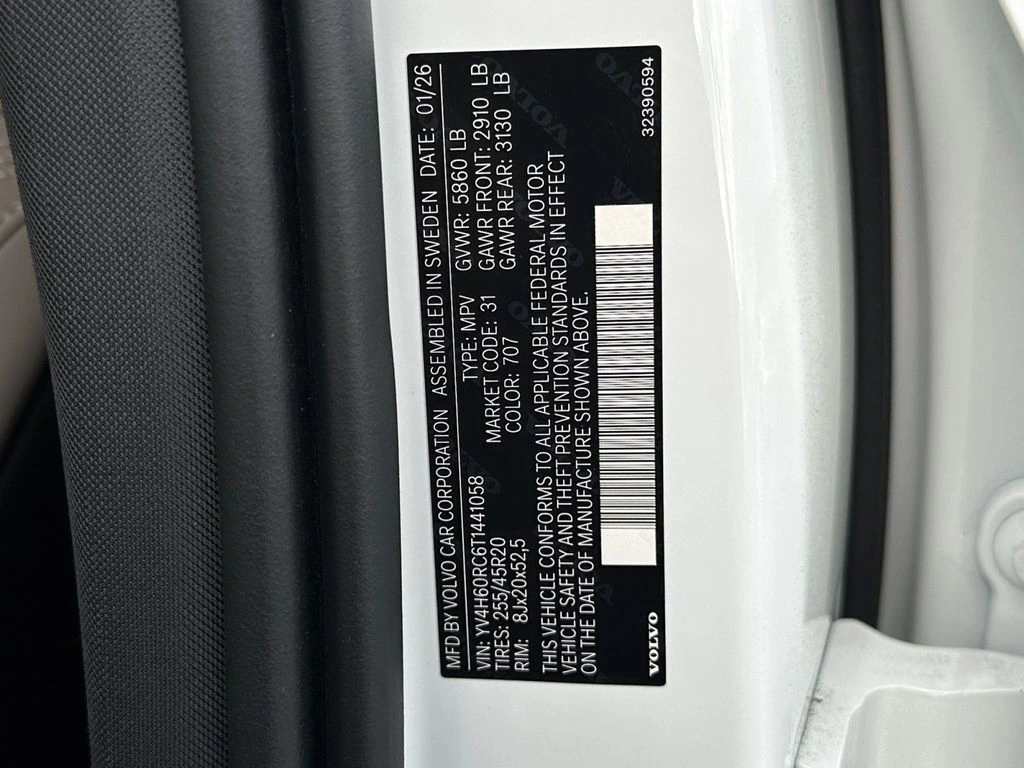 MFD BY VOLVO CAR CORPORATION ASSEMBLED IN SWEDEN DATE: 01/26
VIN: YV4H60RC6T1441058 TYPE: MPV GVWR: 5860 LB
TIRES: 255/45R20 MARKET CODE: 31 GAWR FRONT: 2910 LB
RIM: 8Jx20x52,5 COLOR: 707 GAWR REAR: 3130 LB
THIS VEHICLE CONFORMS TO ALL APPLICABLE FEDERAL MOTOR
VEHICLE SAFETY AND THEFT PREVENTION STANDARDS IN EFFECT
ON THE DATE OF MANUFACTURE SHOWN ABOVE.
VOLVO
32390594